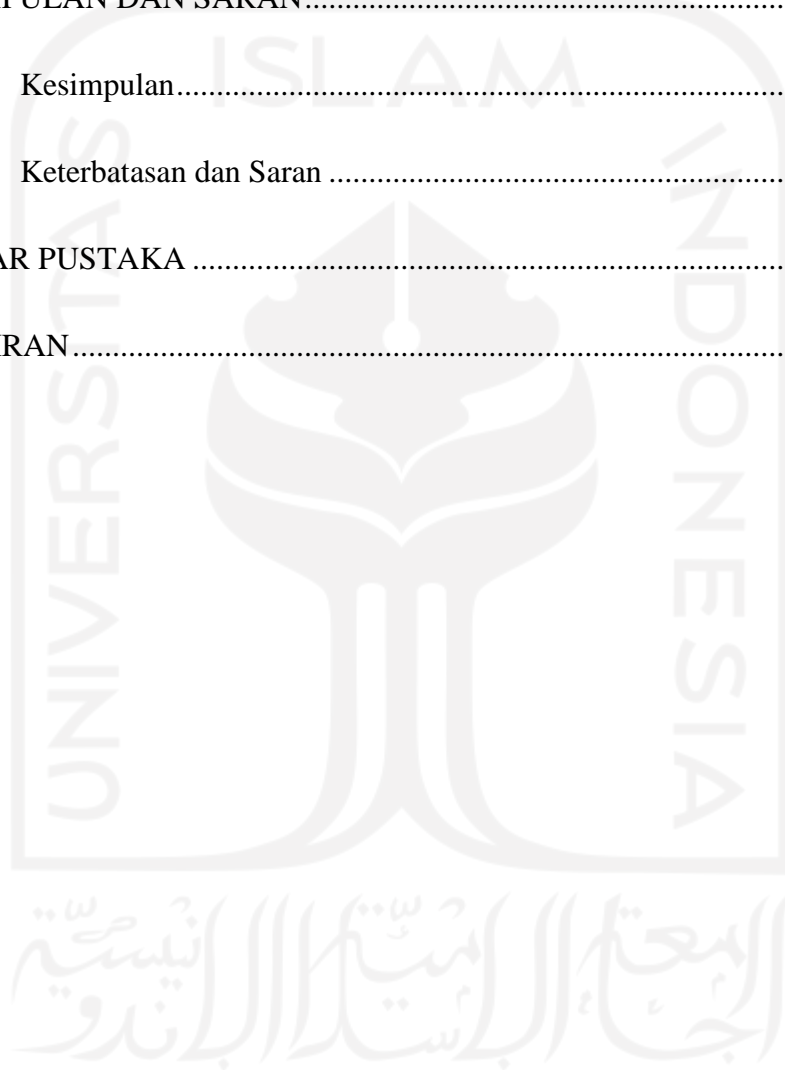 PULAN DAN SARAN..........................................................
Kesimpulan............................................................................
Keterbatasan dan Saran .........................................................
AR PUSTAKA ..........................................................................
IRAN.........................................................................................
ISLAM
UNIVERSITAS
INDONESIA